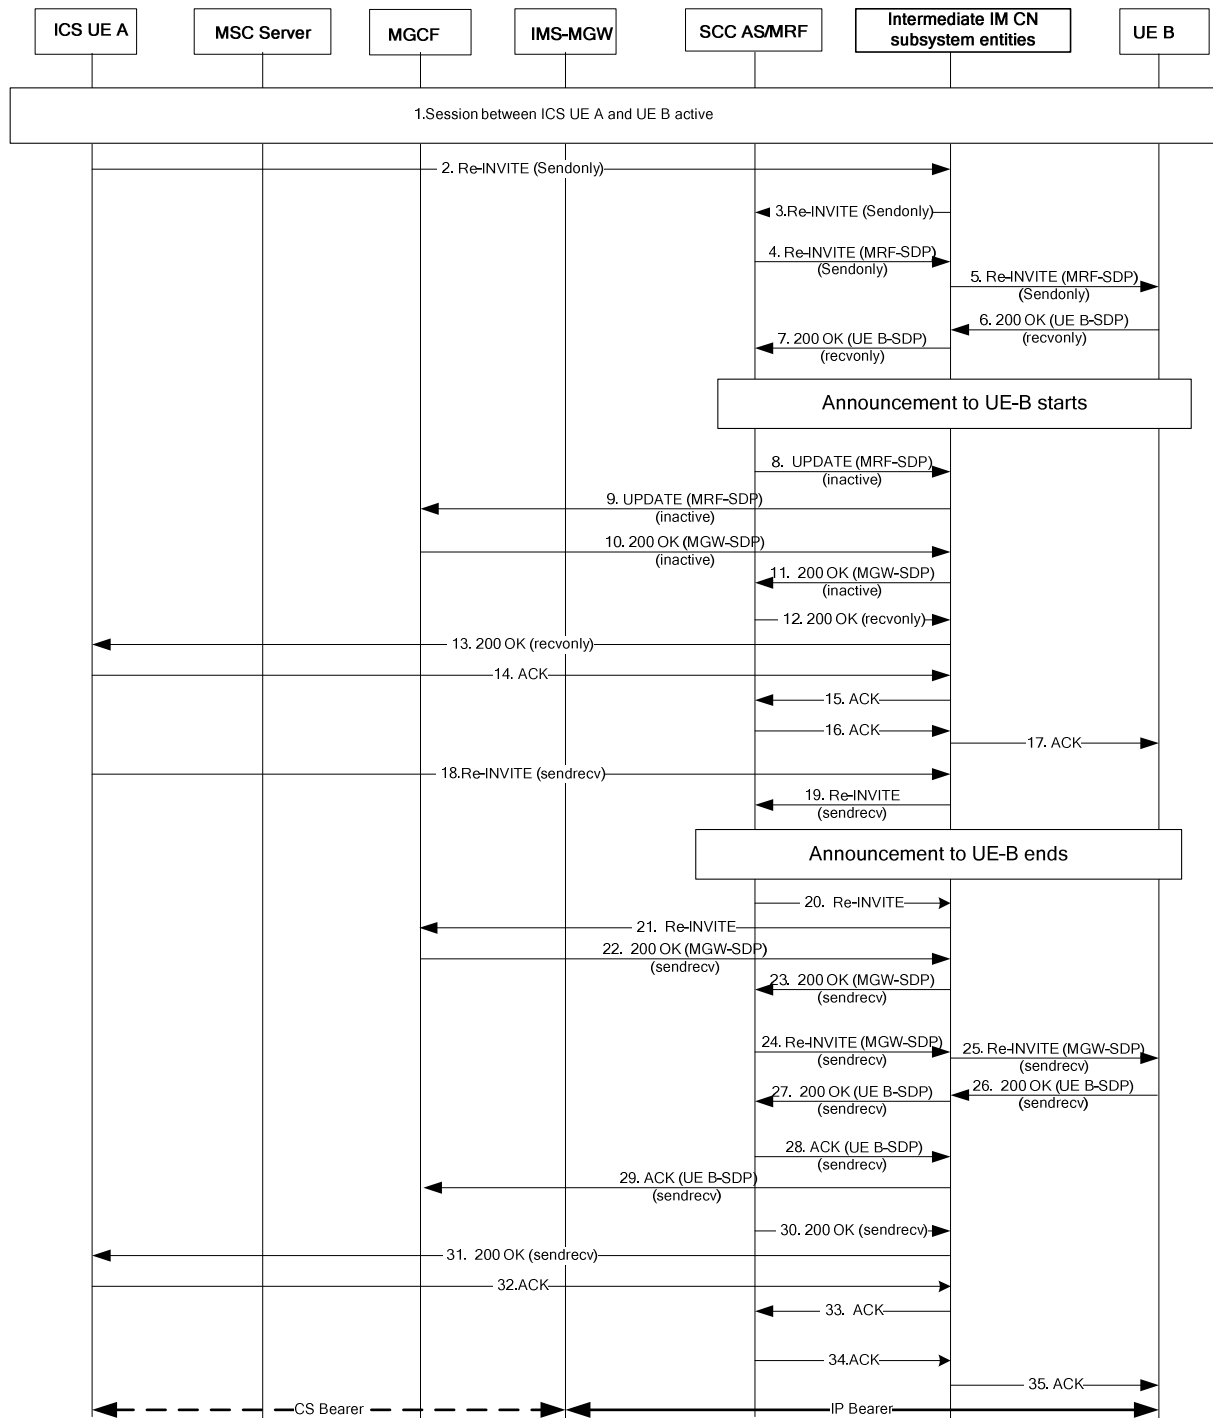 ICS UE A
MSC Server
MGCF
IMS-MGW
SCC AS/MRF
Intermediate IM CN
subsystem entities
UE B
1.Session between ICS UE A and UE B active
2. Re-INVITE (Sendonly)
3.Re-INVITE (Sendonly)
4. Re-INVITE (MRF-SDP)
(Sendonly)
5. Re-INVITE (MRF-SDP)
(Sendonly)
6. 200 OK (UE B-SDP)
(recvonly)
7. 200 OK (UE B-SDP)
(recvonly)
Announcement to UE-B starts
8. UPDATE (MRF-SDP)
(inactive)
9. UPDATE (MRF-SDP)
(inactive)
10. 200 OK (MGW-SDP)
(inactive)
11. 200 OK (MGW-SDP)
(inactive)
12. 200 OK (recvonly)
13. 200 OK (recvonly)
14. ACK
15. ACK
16. ACK
17. ACK
18.Re-INVITE (sendrecv)
19. Re-INVITE
(sendrecv)
Announcement to UE-B ends
20. Re-INVITE
21. Re-INVITE
22. 200 OK (MGW-SDP)
(sendrecv)
23. 200 OK (MGW-SDP)
(sendrecv)
24. Re-INVITE (MGW-SDP)
(sendrecv)
25. Re-INVITE (MGW-SDP)
(sendrecv)
26. 200 OK (UE B-SDP)
(sendrecv)
27. 200 OK (UE B-SDP)
(sendrecv)
28. ACK (UE B-SDP)
(sendrecv)
29. ACK (UE B-SDP)
(sendrecv)
30. 200 OK (sendrecv)
31. 200 OK (sendrecv)
32.ACK
33. ACK
34.ACK
35. ACK
CS Bearer
IP Bearer